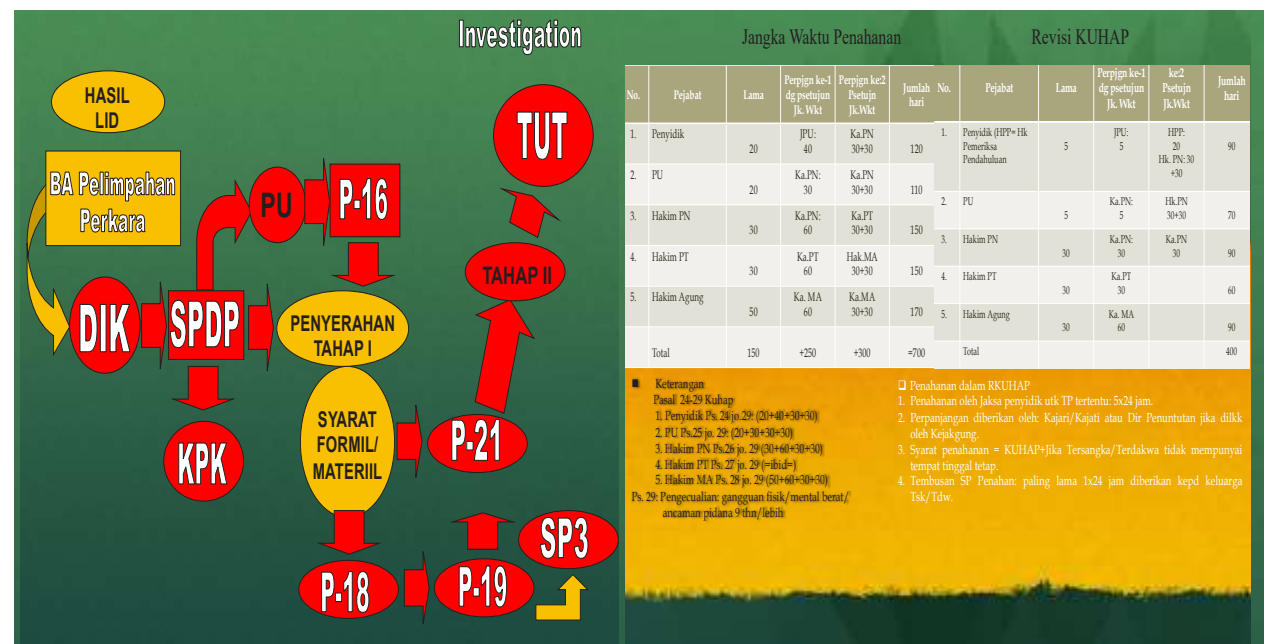 Investigation
HASIL
LID
BA Pelimpahan
Perkara
DIK
SPDP
PU
P-16
PENYERAHAN
TAHAP I
KPK
SYARAT
FORMIL/
MATERIIL
P-18
P-19
SP3
P-21
TAHAP II
TUT
Jangka Waktu Penahanan
No. Pejabat Lama Perpjgn ke-1 dg psetujun Jk. Wkt Perpjgn ke:2 Psetujn Jk.Wkt Jumlah hari
1. Penyidik 20 JPU: 40 Ka.PN 30+30 120
2. PU 20 Ka.PN: 30 Ka.PN 30+30 110
3. Hakim PN 30 Ka.PN: 60 Ka.PT 30+30 150
4. Hakim PT 30 Ka.PT 60 Hak.MA 30+30 150
5. Hakim Agung 50 Ka. MA 60 Ka.MA 30+30 170
Total 150 +250 +300 =700
Keterangan
Pasal 24-29 Kuhap
1. Penyidik Ps. 24 jo. 29: (20+40+30+30)
2. PU Ps.25 jo. 29: (20+30+30+30)
3. Hakim PN Ps.26 jo. 29 (30+60+30+30)
4. Hakim PT Ps. 27 jo. 29 (=ibid=)
5. Hakim MA Ps. 28 jo. 29 (50+60+30+30)
Ps. 29: Pengecualian: gangguan fisik/mental berat/
ancaman pidana 9 thn/lebih
Revisi KUHAP
No. Pejabat Lama Perpjgn ke-1 dg psetujun Jk.Wkt ke:2 Psetujn Jk.Wkt Jumlah hari
1. Penyidik (HPP= Hk Pemeriksa Pendahuluan 5 JPU: 5 HPP: 20 Hk. PN: 30 +30 90
2. PU 5 Ka.PN: 5 Hk.PN 30+30 70
3. Hakim PN 30 Ka.PN: 30 Ka.PN 30 90
4. Hakim PT 30 Ka.PT 30 60
5. Hakim Agung 30 Ka. MA 60 90
Total 400
Penahanan dalam RKUHAP
1. Penahanan oleh Jaksa penyidik utk TP tertentu: 5x24 jam.
2. Perpanjangan diberikan oleh: Kajari/Kajati atau Dir Penuntutan jika dilkk
oleh Kejakgung.
3. Syarat penahanan = KUHAP+Jika Tersangka/Terdakwa tidak mempunyai
tempat tinggal tetap.
4. Tembusan SP Penahan: paling lama 1x24 jam diberikan kepd keluarga
Tsk/Tdw.